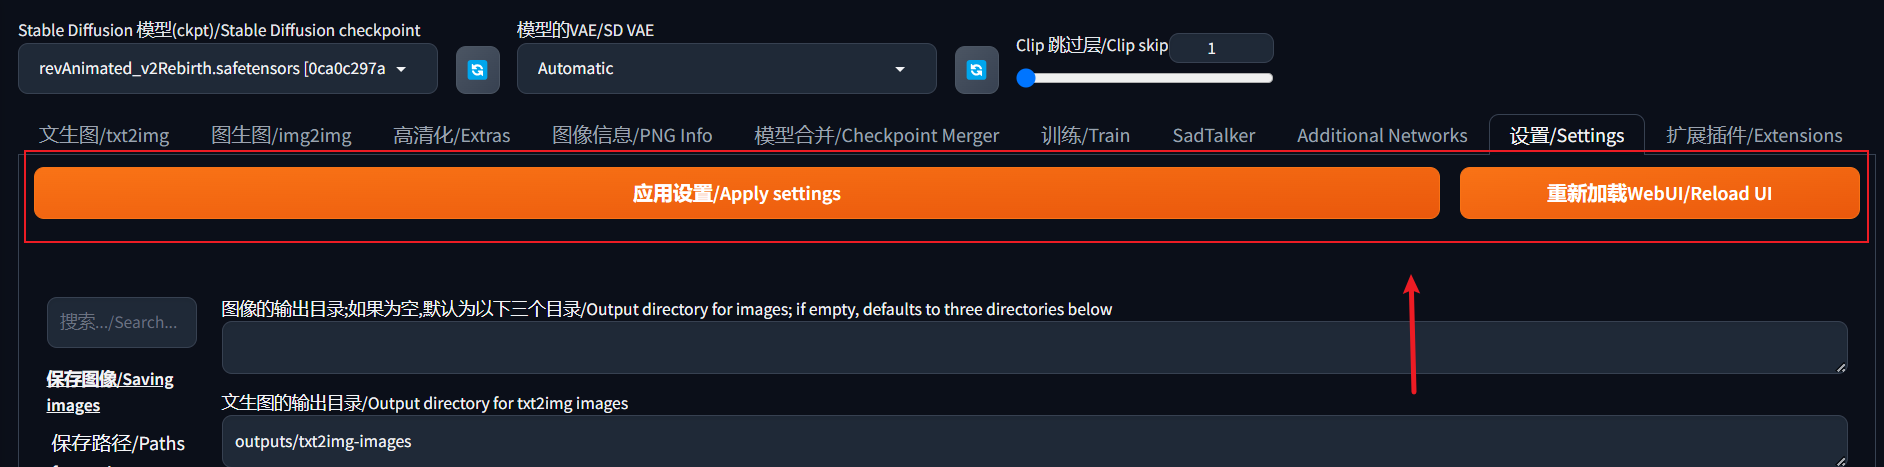 Stable Diffusion 模型(ckpt)/Stable Diffusion checkpoint
模型的VAE/SD VAE
Clip 跳过层/Clip skip
1
revAnimated_v2Rebirth.safetensors [0ca0c297a
Automatic
文生图/txt2img
图生图/img2img
高清化/Extras
图像信息/PNG Info
模型合并/Checkpoint Merger
训练/Train
SadTalker
Additional Networks
设置/Settings
扩展插件/Extensions
应用设置/Apply settings
重新加载WebUI/Reload UI
搜索.../Search...
图像的输出目录;如果为空,默认为以下三个目录/Output directory for images; if empty, defaults to three directories below
保存图像/Saving
images
文生图的输出目录/Output directory for txt2img images
保存路径/Paths
outputs/txt2img-images